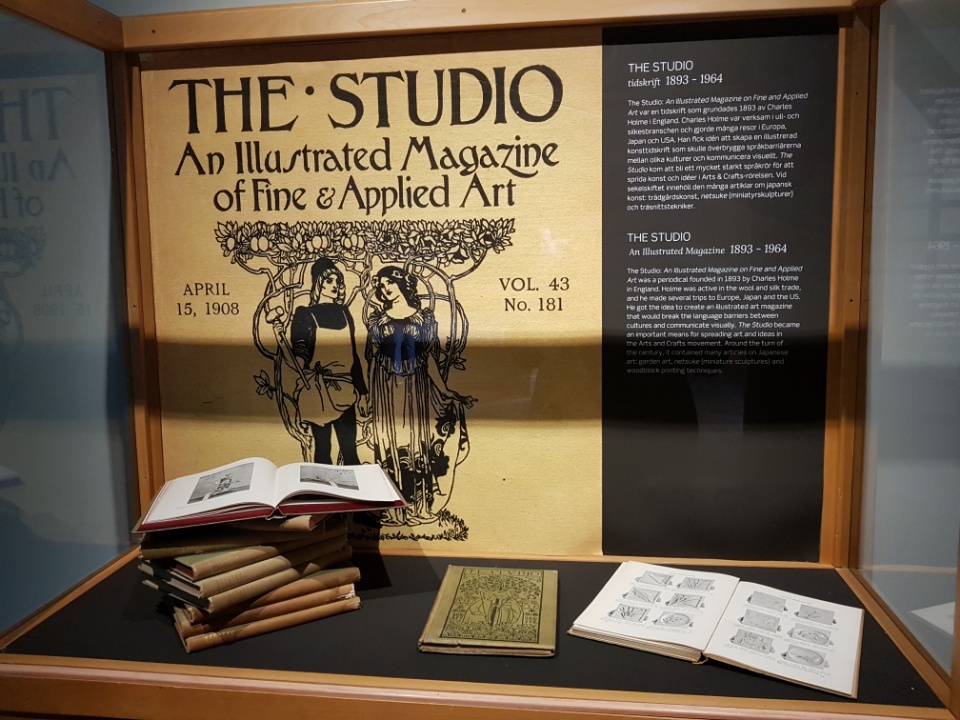 THE · STUDIO
An Illustrated Magazine
of Fine & Applied Art
APRIL
15, 1908
VOL. 43
No. 181
THE STUDIO
tidskrift 1893 - 1964
The Studio: An Illustrated Magazine on Fine and Applied
Art var en tidskrift som grundades 1893 av Charles
Holme i England. Charles Holme var verksam i ull- och
silkesbranschen och gjorde många resor i Europa,
Japan och USA. Han fick idén att skapa en illustrerad
konsttidskrift som skulle överbrygga språkbarriärerna
mellan olika kulturer och kommunicera visuellt. The
Studio kom att bli ett mycket starkt språkrör för att
sprida konst och idéer i Arts & Crafts-rörelsen. Vid
sekelskiftet innehöll den många artiklar om japansk
konst: trädgårdskonst, netsuke (miniatyrskulpturer)
och träsnittstekniker.
THE STUDIO
An Illustrated Magazine 1893 - 1964
The Studio: An Illustrated Magazine on Fine and Applied
Art was a periodical founded in 1893 by Charles Holme
in England. Holme was active in the wool and silk trade,
and he made several trips to Europe, Japan and the US.
He got the idea to create an illustrated art magazine
that would break the language barriers between
cultures and communicate visually. The Studio became
an important means for spreading art and ideas in
the Arts and Crafts movement. Around the turn of
the century, it contained many articles on Japanese
art: garden art, netsuke (miniature sculptures) and
woodblock printing techniques.